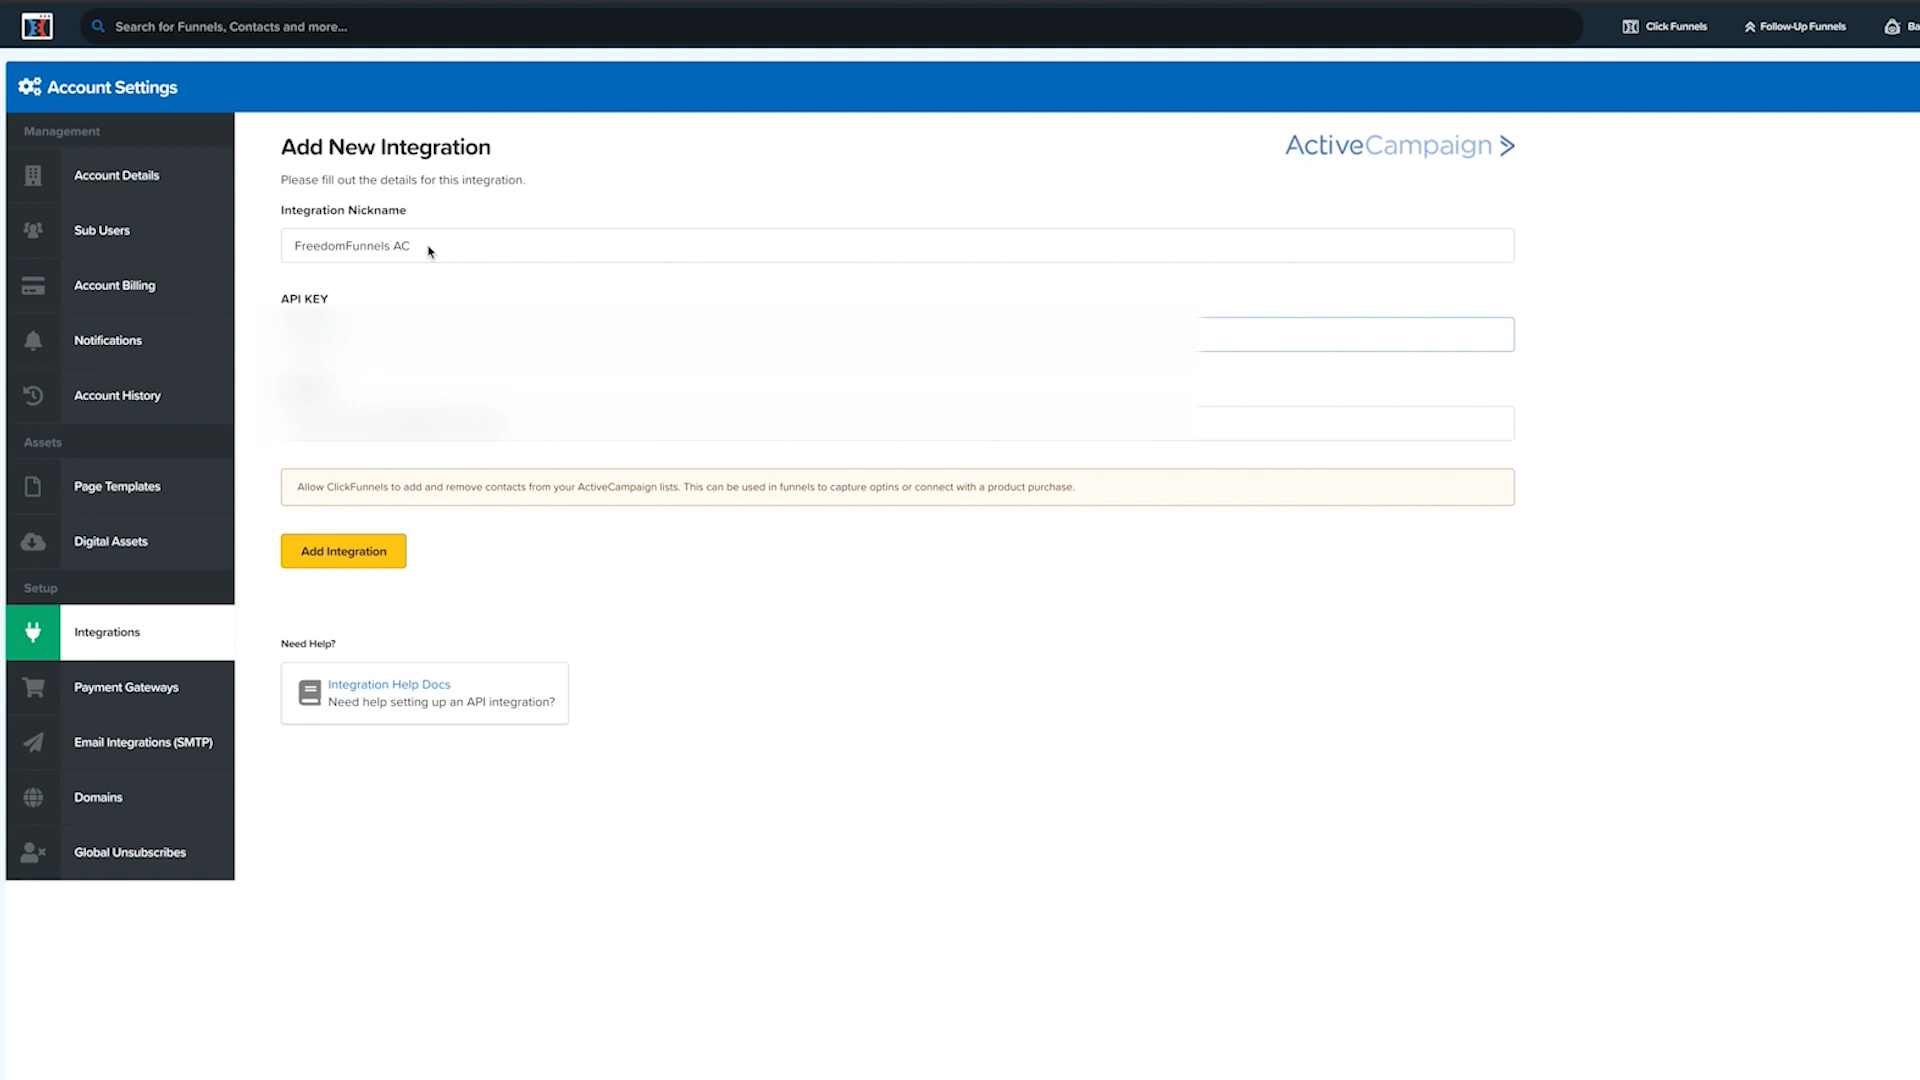 Search for Funnels, Contacts and more...
Click Funnels
Follow-Up Funnels
Account Settings
Management
Account Details
Sub Users
Account Billing
Notifications
Account History
Assets
Page Templates
Digital Assets
Setup
Integrations
Payment Gateways
Email Integrations (SMTP)
Domains
Global Unsubscribes
Add New Integration
ActiveCampaign
Please fill out the details for this integration.
Integration Nickname
FreedomFunnels AC
API KEY
Allow ClickFunnels to add and remove contacts from your ActiveCampaign lists. This can be used in funnels to capture optins or connect with a product purchase.
Add Integration
Need Help?
Integration Help Docs
Need help setting up an API integration?